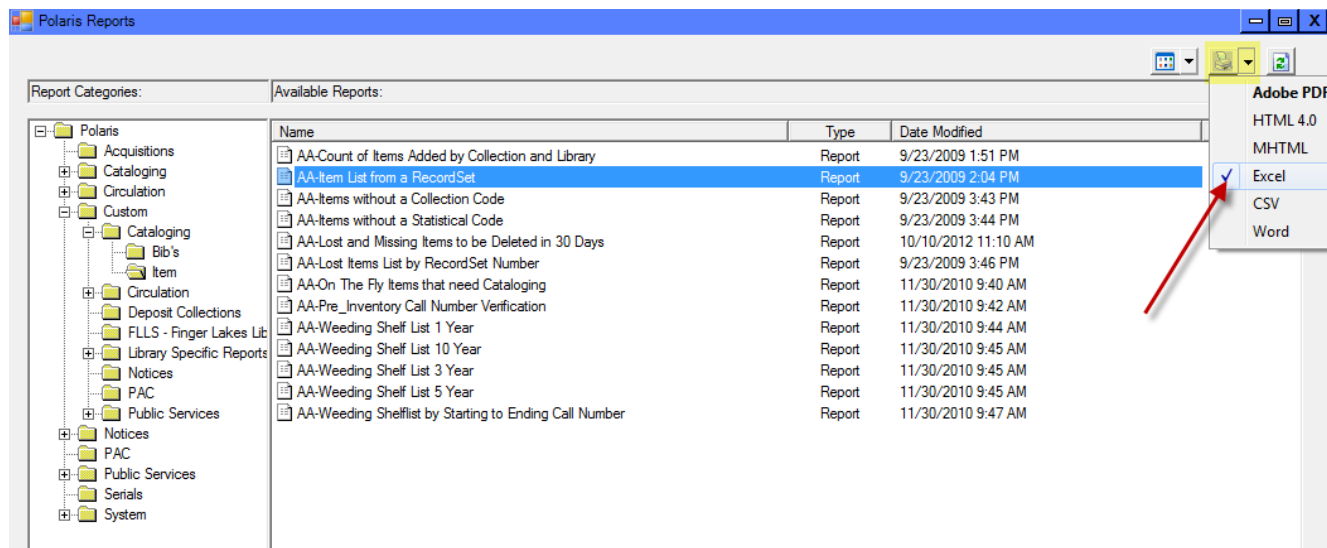 Polaris Reports
Report Categories:
Available Reports:
Adobe PDF
HTML 4.0
MHTML
Excel
CSV
Word
Polaris
Acquisitions
Cataloging
Circulation
Custom
Cataloging
Bib's
Item
Circulation
Deposit Collections
FLLS - Finger Lakes Lib
Library Specific Reports
Notices
PAC
Public Services
Notices
PAC
Public Services
Serials
System
Name Type Date Modified
AA-Count of Items Added by Collection and Library Report 9/23/2009 1:51 PM
AA-Item List from a RecordSet Report 9/23/2009 2:04 PM
AA-Items without a Collection Code Report 9/23/2009 3:43 PM
AA-Items without a Statistical Code Report 9/23/2009 3:44 PM
AA-Lost and Missing Items to be Deleted in 30 Days Report 10/10/2012 11:10 AM
AA-Lost Items List by RecordSet Number Report 9/23/2009 3:46 PM
AA-On The Fly Items that need Cataloging Report 11/30/2010 9:40 AM
AA-Pre_Inventory Call Number Verification Report 11/30/2010 9:42 AM
AA-Weeding Shelf List 1 Year Report 11/30/2010 9:44 AM
AA-Weeding Shelf List 10 Year Report 11/30/2010 9:45 AM
AA-Weeding Shelf List 3 Year Report 11/30/2010 9:45 AM
AA-Weeding Shelf List 5 Year Report 11/30/2010 9:45 AM
AA-Weeding Shelflist by Starting to Ending Call Number Report 11/30/2010 9:47 AM